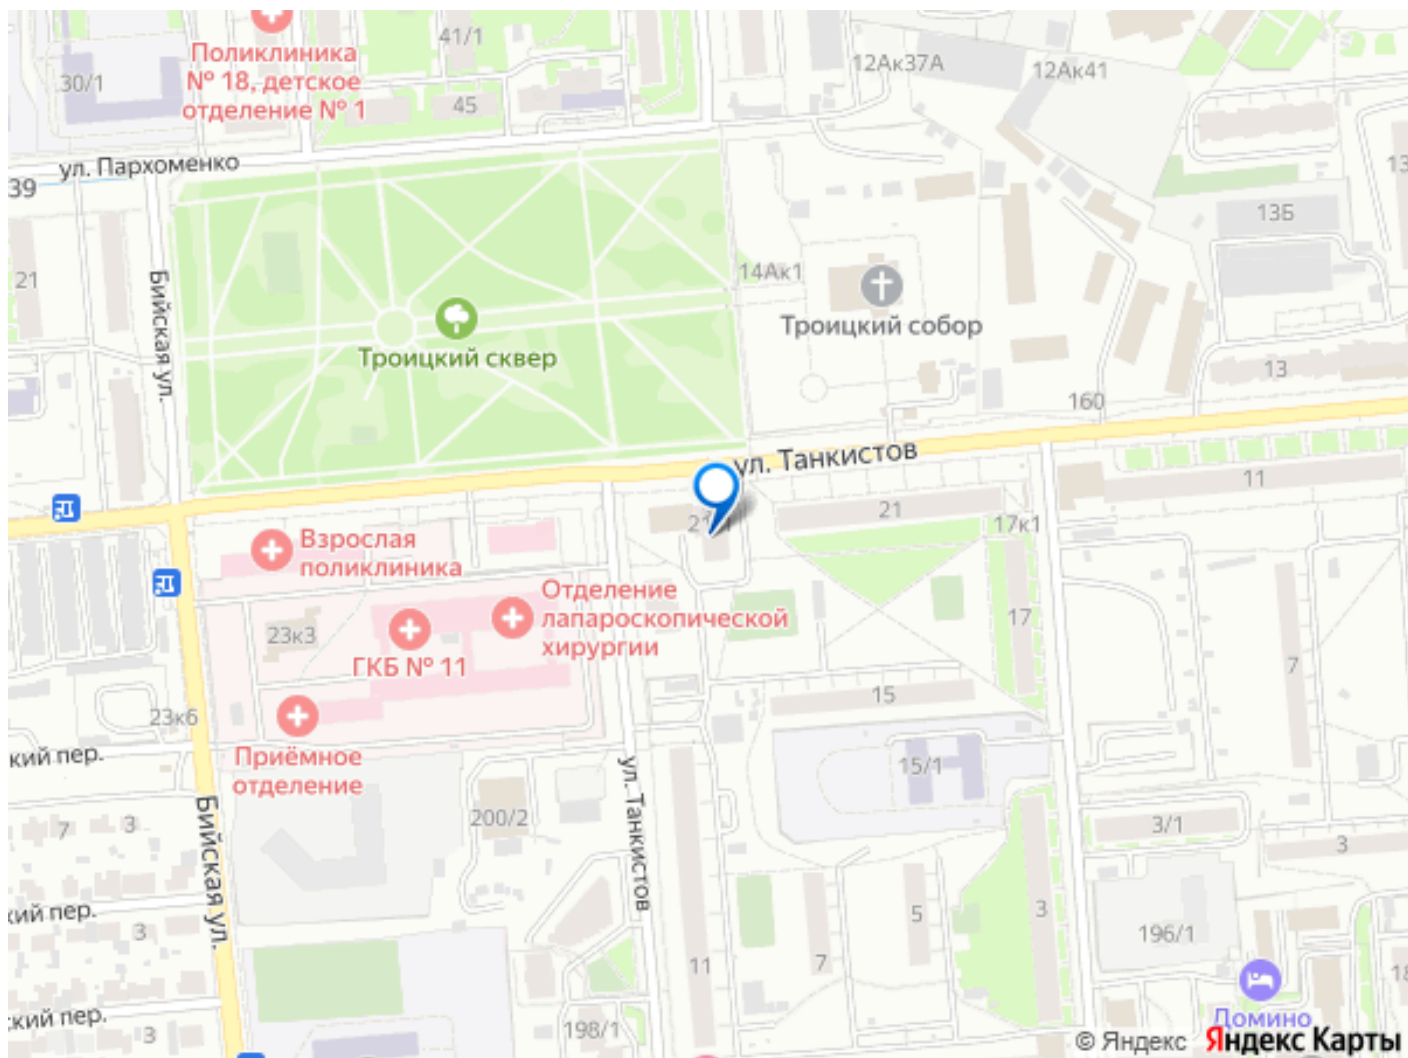 41/1
Поликлиника
№ 18, детское
отделение № 1
30/1
45
12Ак37А
12Ак41
ул. Пархоменко
39
13
13Б
21
14Ак1
Троицкий собор
Бийская ул.
Троицкий сквер
13
160
ул. Танкистов
11
21
17к1
Взрослая
поликлиника
Отделение
лапароскопической
хирургии
23к3
ГКБ № 11
17
7
15
23к6
кий пер.
Приёмное
отделение
15/1
ул. Танкистов
200/2
Бийская ул.
7
3
3/1
3
кий пер.
3
5
3
196/1
11
7
кий пер.
3
198/1
Домино
© Яндекс Яндекс Карты